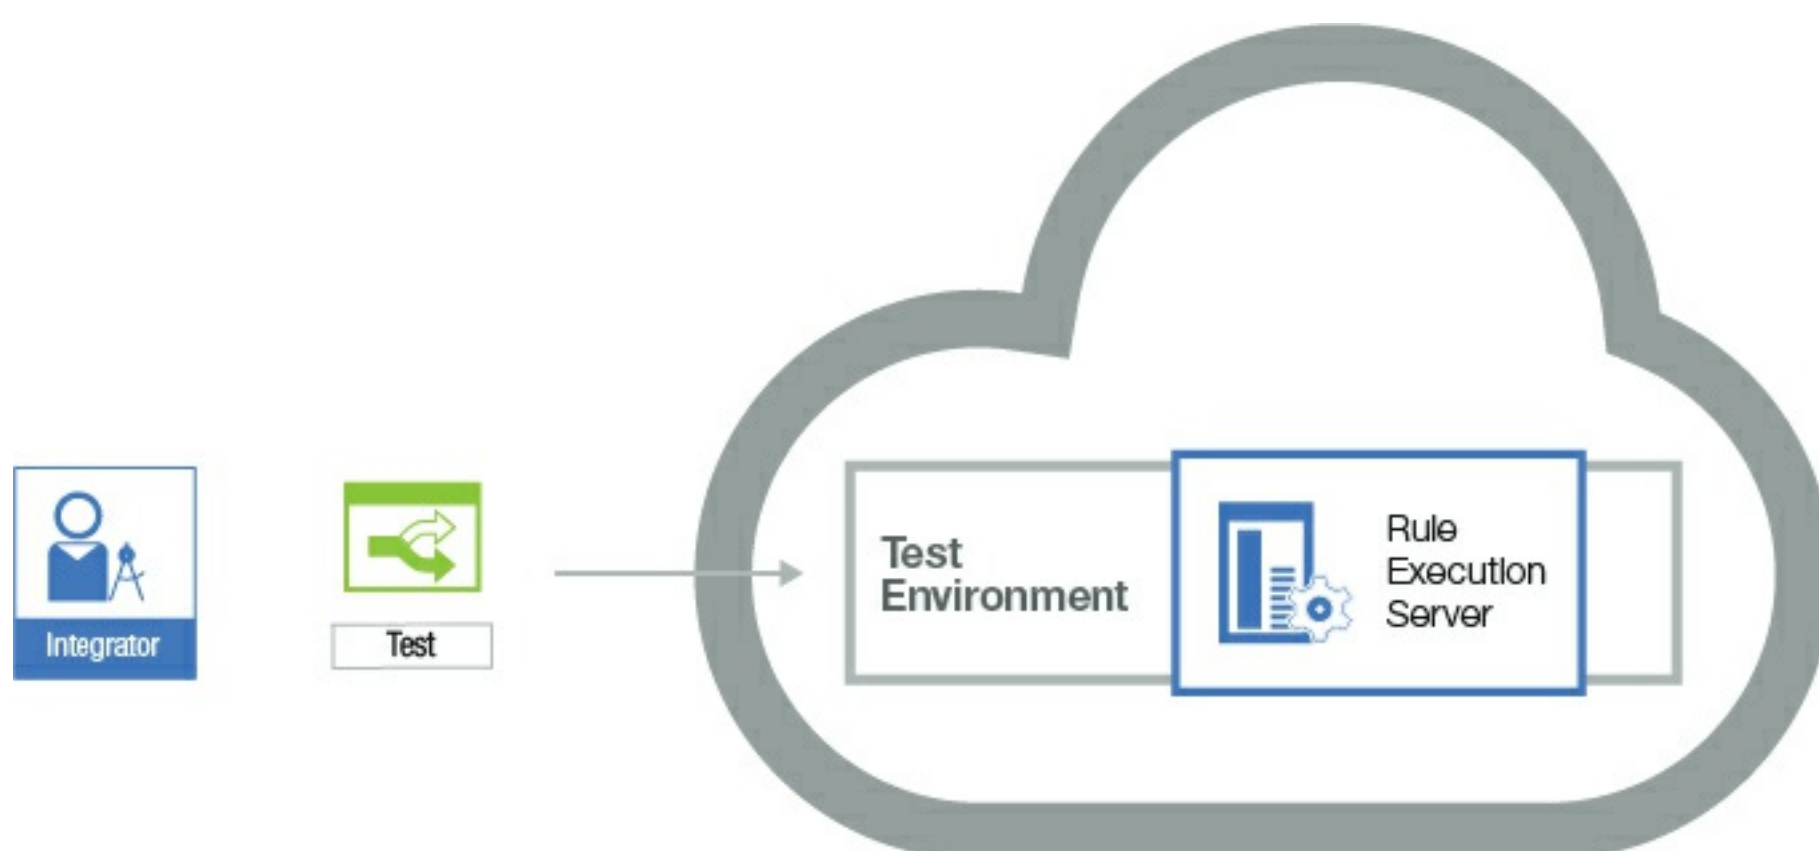 Integrator
Test
Test
Environment
Rule
Execution
Server